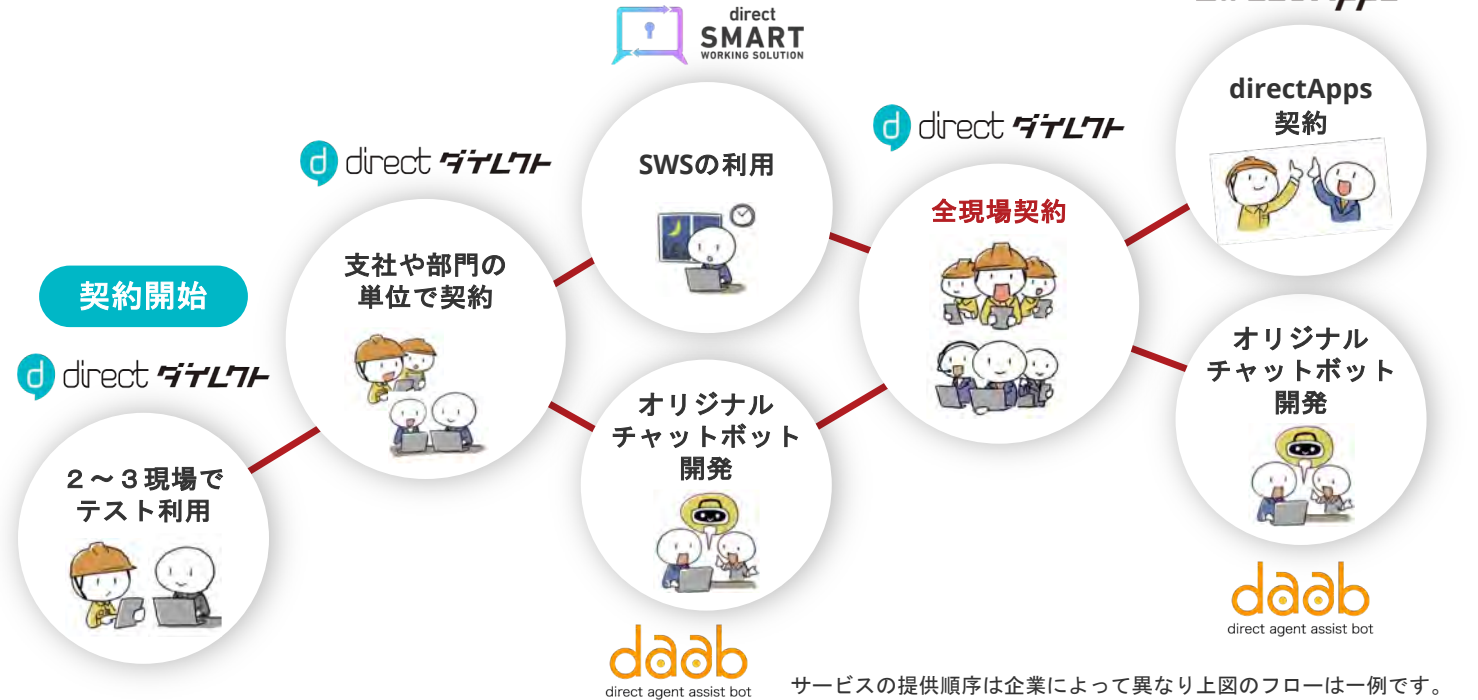 契約開始
direct ダイレクト
２～３現場で
テスト利用
direct ダイレクト
支社や部門の
単位で契約
direct
SMART
WORKING SOLUTION
SWSの利用
オリジナル
チャットボット
開発
daab
direct agent assist bot
direct ダイレクト
全現場契約
directApps
契約
オリジナル
チャットボット
開発
daab
direct agent assist bot
サービスの提供順序は企業によって異なり上図のフローは一例です。